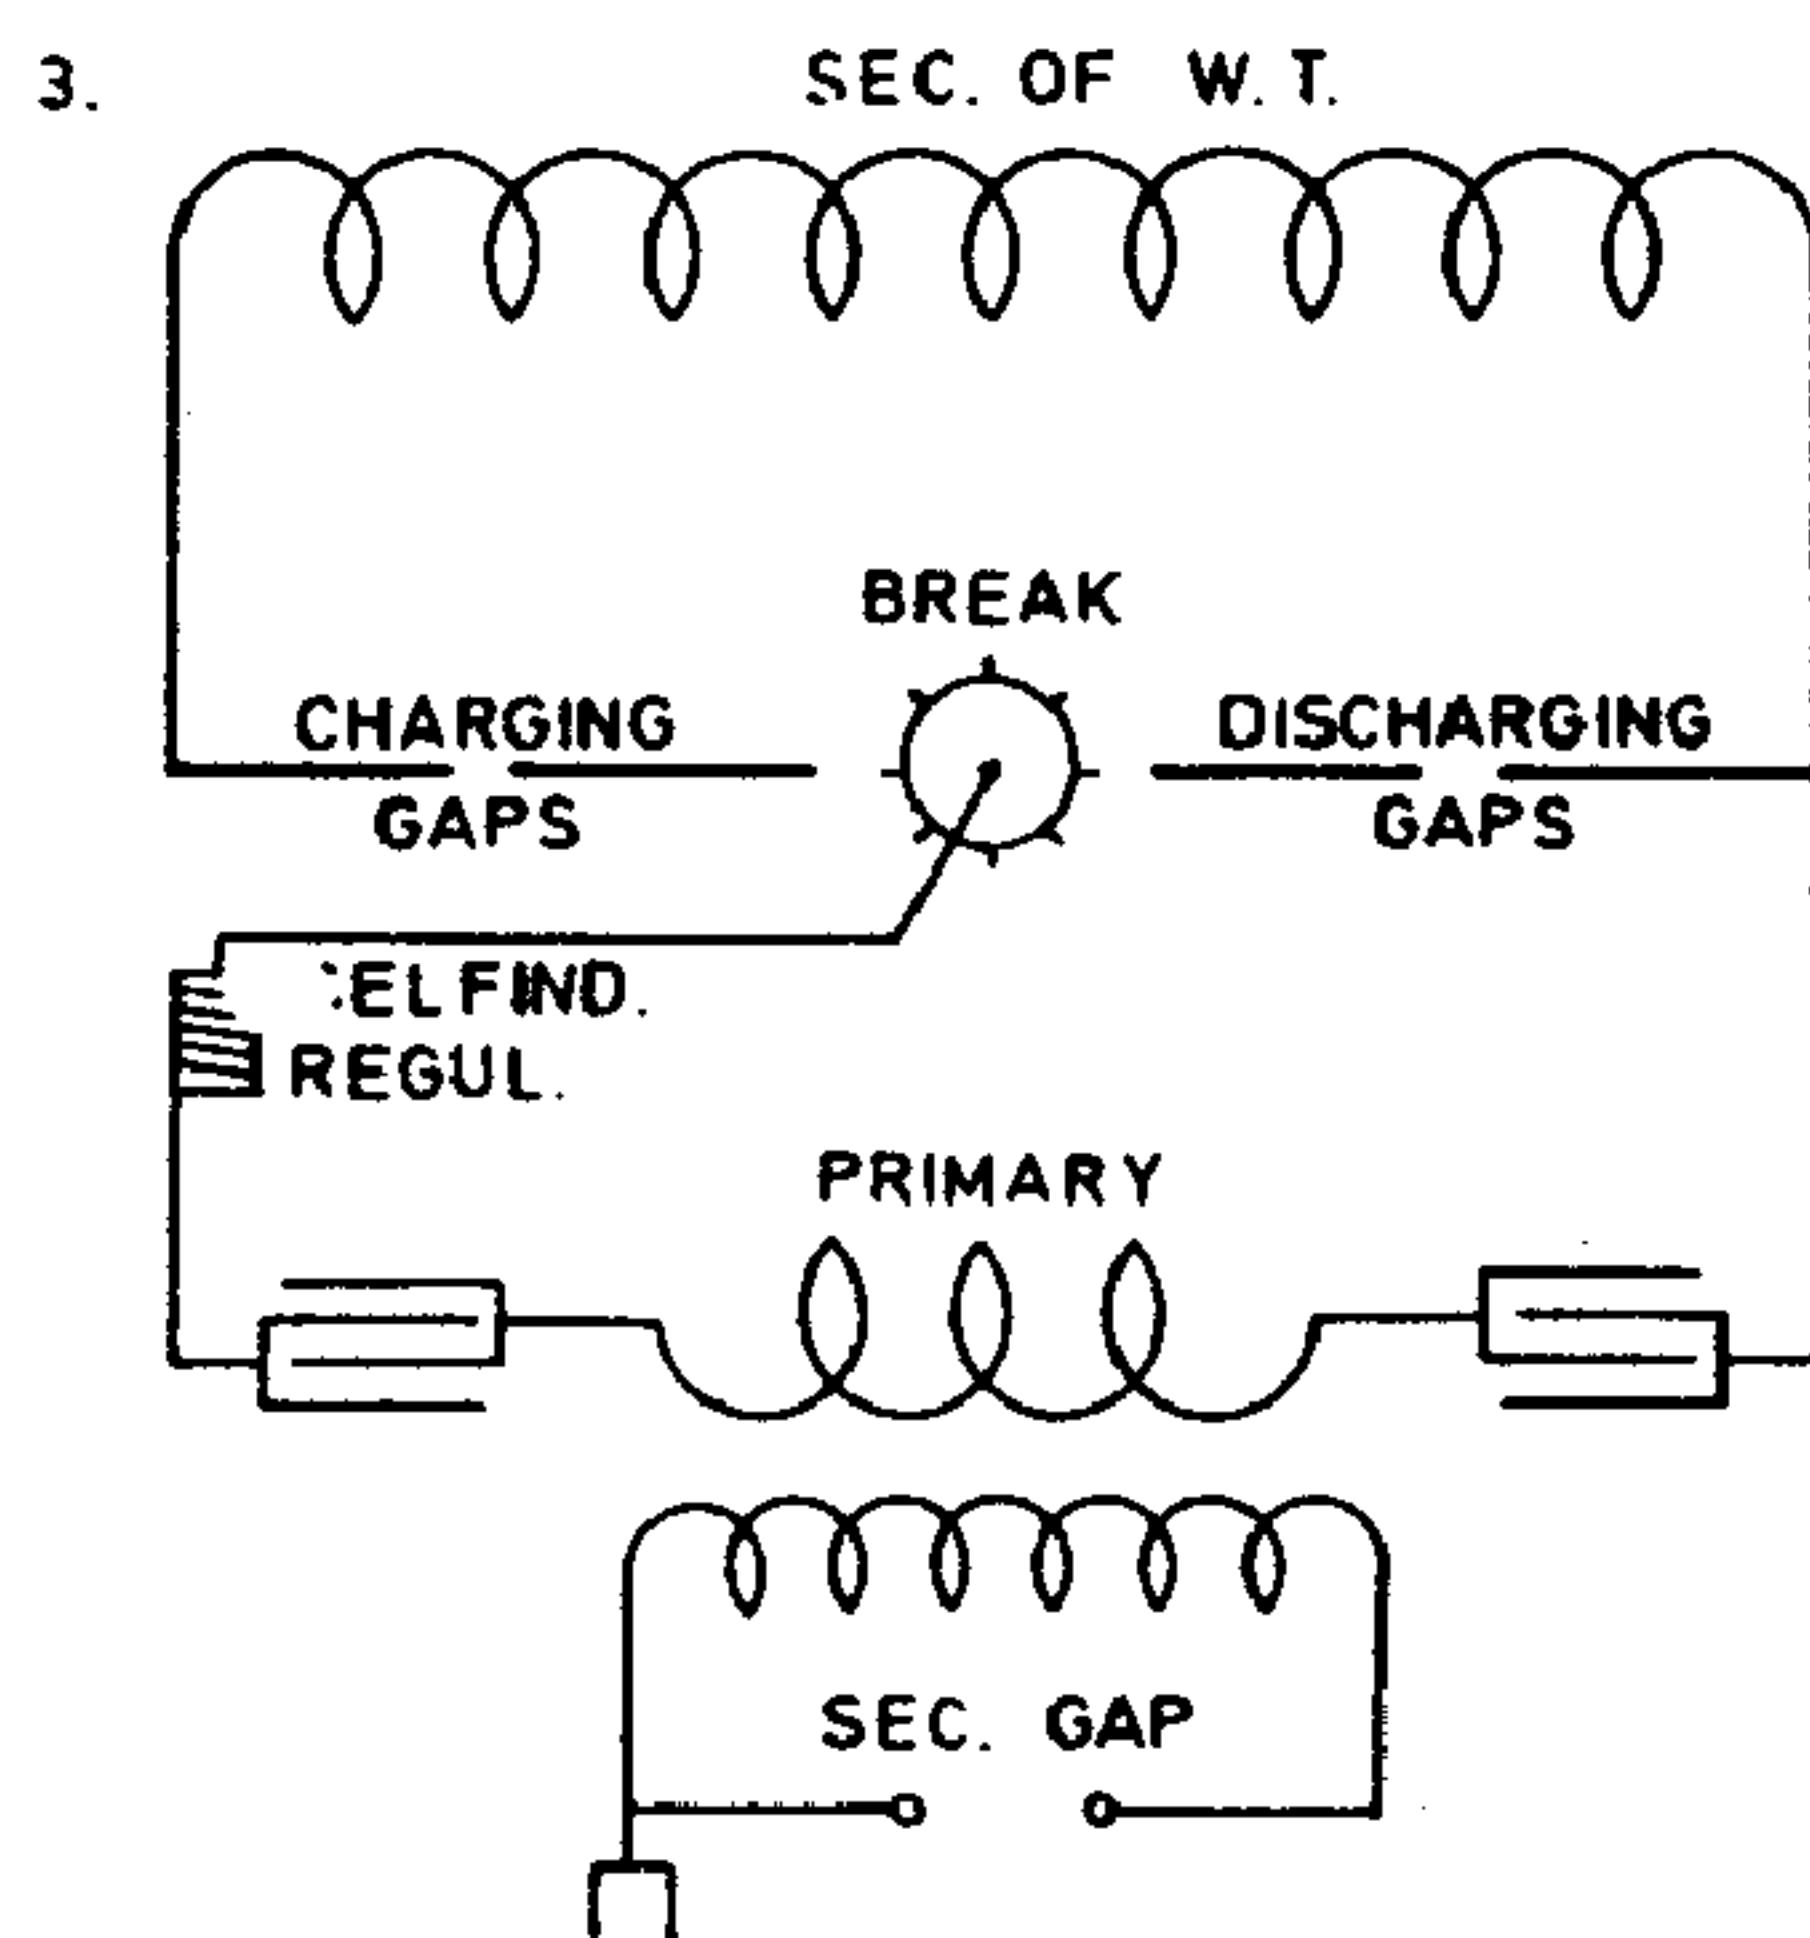 3.
SEC. OF W.T.
BREAK
CHARGING
GAPS
DISCHARGING
GAPS
REGUL.
PRIMARY
SEC. GAP